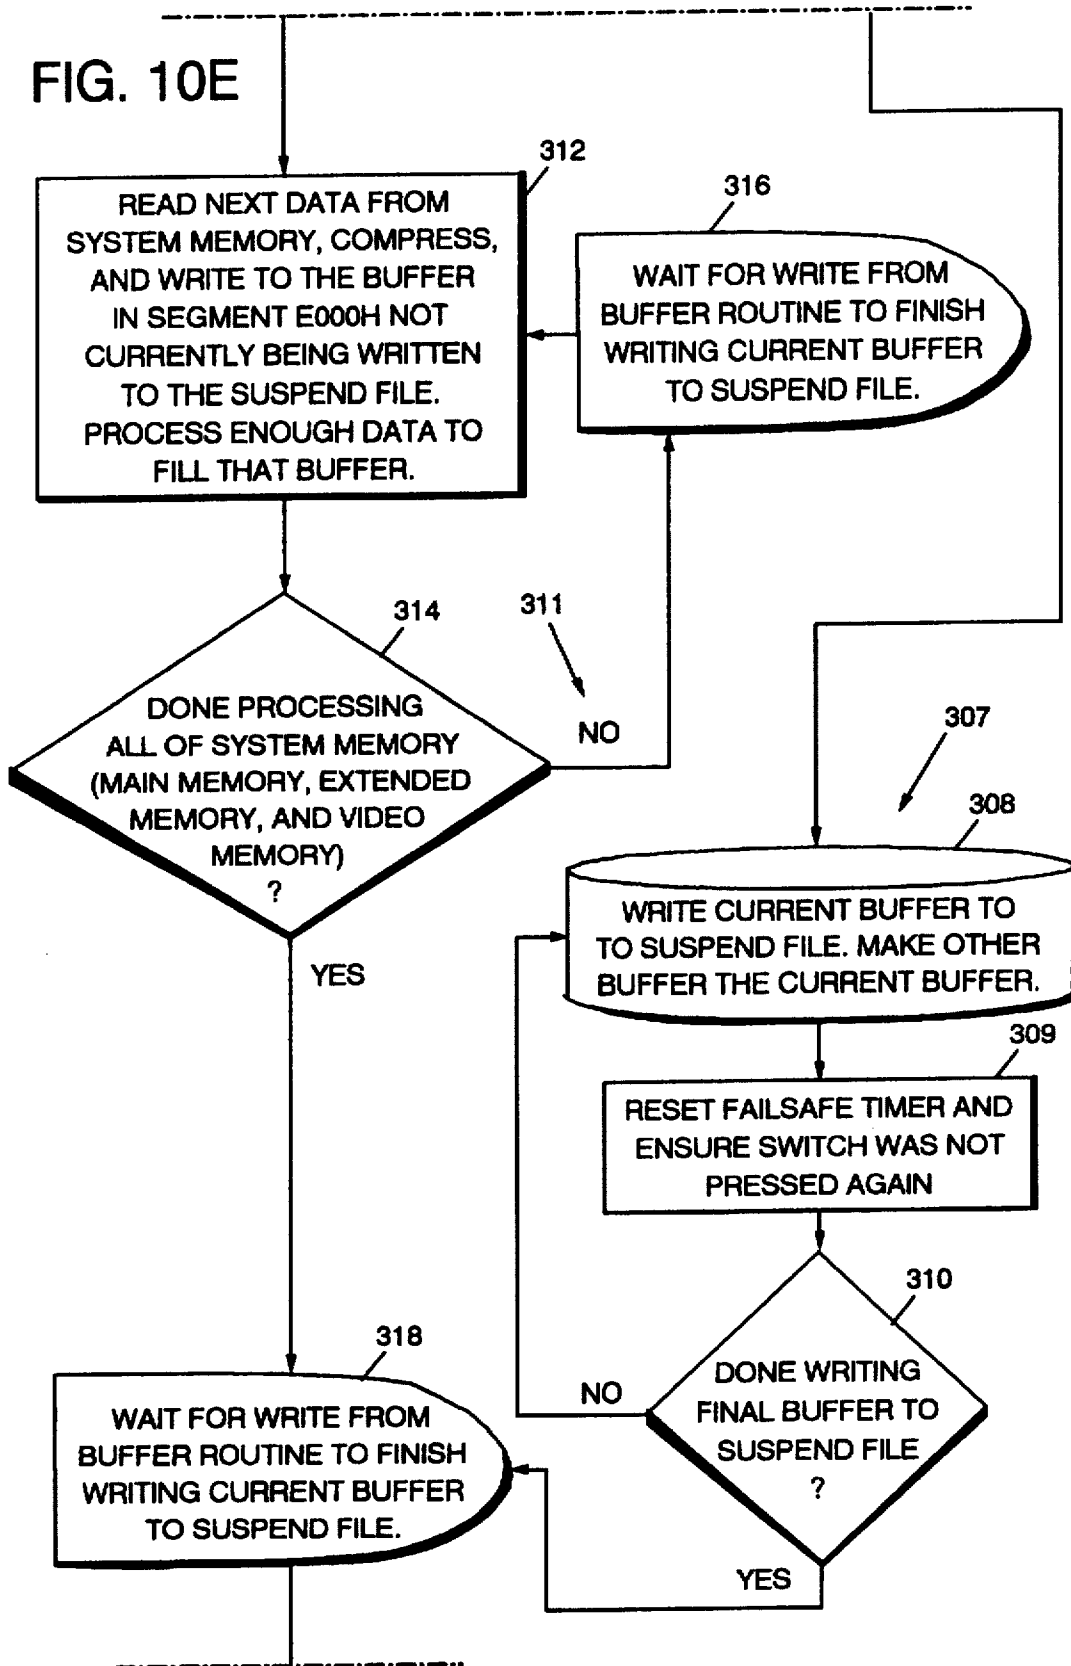 FIG. 10E
312
READ NEXT DATA FROM
SYSTEM MEMORY, COMPRESS,
AND WRITE TO THE BUFFER
IN SEGMENT E000H NOT
CURRENTLY BEING WRITTEN
TO THE SUSPEND FILE.
PROCESS ENOUGH DATA TO
FILL THAT BUFFER.
316
WAIT FOR WRITE FROM
BUFFER ROUTINE TO FINISH
WRITING CURRENT BUFFER
TO SUSPEND FILE.
314
DONE PROCESSING
ALL OF SYSTEM MEMORY
(MAIN MEMORY, EXTENDED
MEMORY, AND VIDEO
MEMORY)
?
311
NO
YES
307
308
WRITE CURRENT BUFFER TO
TO SUSPEND FILE. MAKE OTHER
BUFFER THE CURRENT BUFFER.
309
RESET FAILSAFE TIMER AND
ENSURE SWITCH WAS NOT
PRESSED AGAIN
310
DONE WRITING
FINAL BUFFER TO
SUSPEND FILE
?
NO
YES
318
WAIT FOR WRITE FROM
BUFFER ROUTINE TO FINISH
WRITING CURRENT BUFFER
TO SUSPEND FILE.